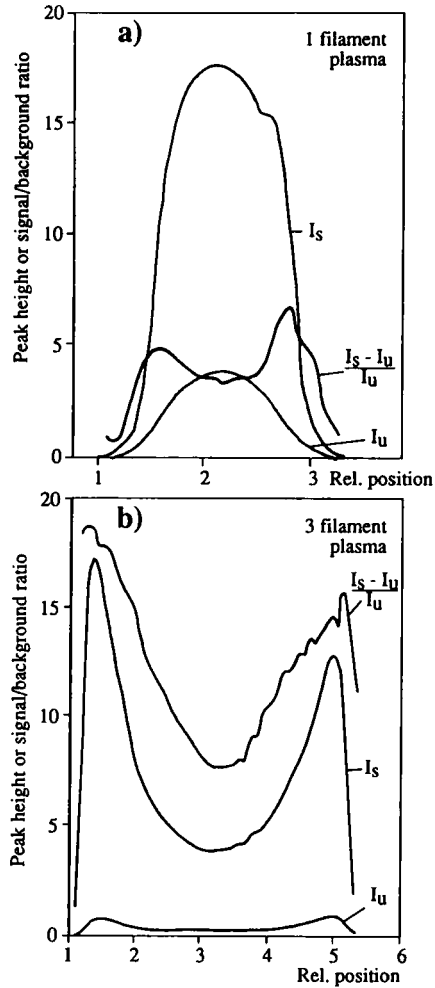 a)
1 filament
plasma
Peak height or signal/background ratio
20
15
10
5
0
Is
Is - Iu
Iu
Iu
1
2
3
Rel. position
b)
3 filament
plasma
Peak height or signal/background ratio
20
15
10
5
0
Is - Iu
Iu
Is
Iu
1
2
3
4
5
6
Rel. position